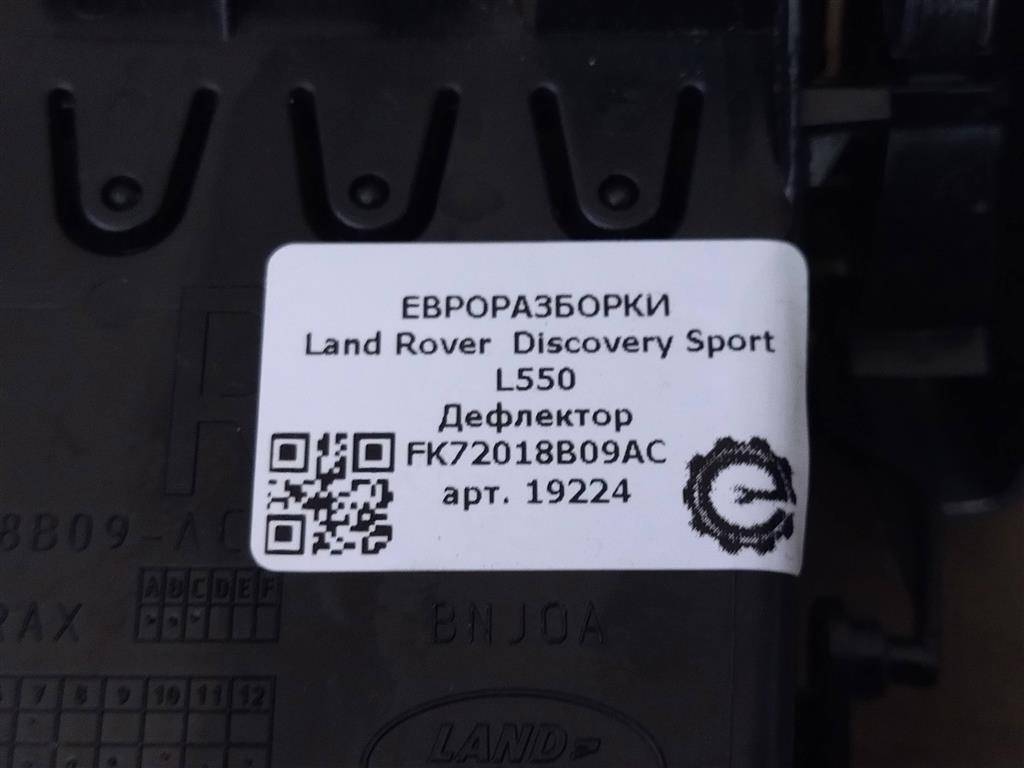 ЕВРОРАЗБОРКИ
Land Rover Discovery Sport
L550
Дефлектор
FK72018B09AC
арт. 19224
R
8B09-AC
A B C D E F
RAX
BNJOA
7 8 9 10 11 12
LAND-